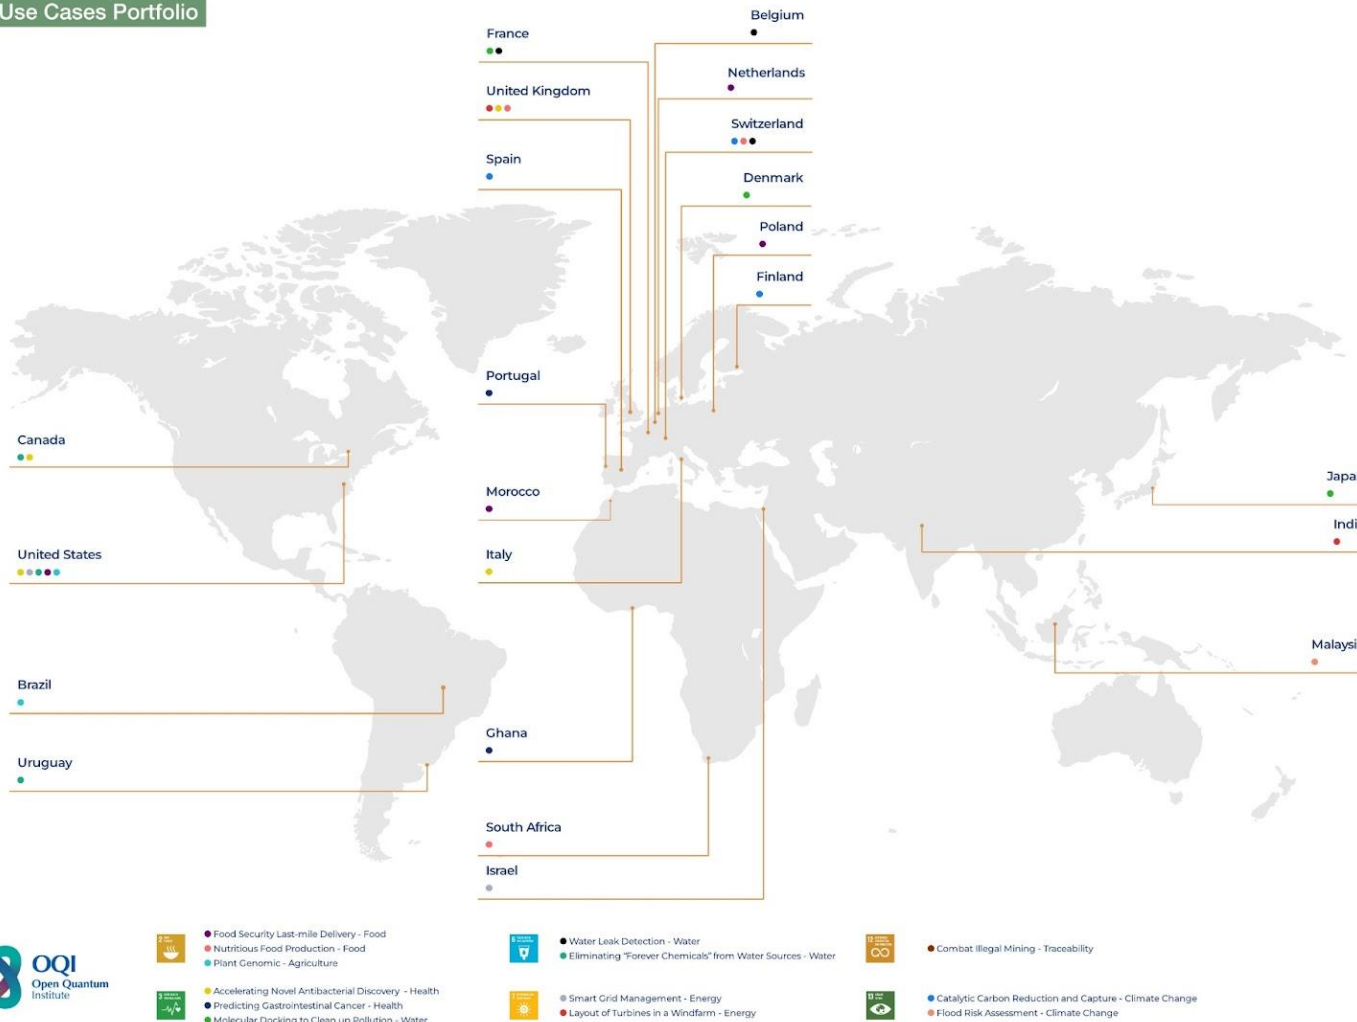 Use Cases Portfolio
Belgium
France
Netherlands
United Kingdom
Switzerland
Spain
Denmark
Poland
Finland
Portugal
Canada
Japa
Morocco
Indi
United States
Italy
Malaysi
Brazil
Ghana
Uruguay
South Africa
Israel
OQI
Open Quantum
Institute
Food Security Last-mile Delivery - Food
Nutritious Food Production - Food
Plant Genomic - Agriculture
Accelerating Novel Antibacterial Discovery - Health
Predicting Gastrointestinal Cancer - Health
Molecular Docking to Clean up Pollution - Water
Water Leak Detection - Water
Eliminating "Forever Chemicals" from Water Sources - Water
Smart Grid Management - Energy
Layout of Turbines in a Windfarm - Energy
Combat Illegal Mining - Traceability
Catalytic Carbon Reduction and Capture - Climate Change
Flood Risk Assessment - Climate Change